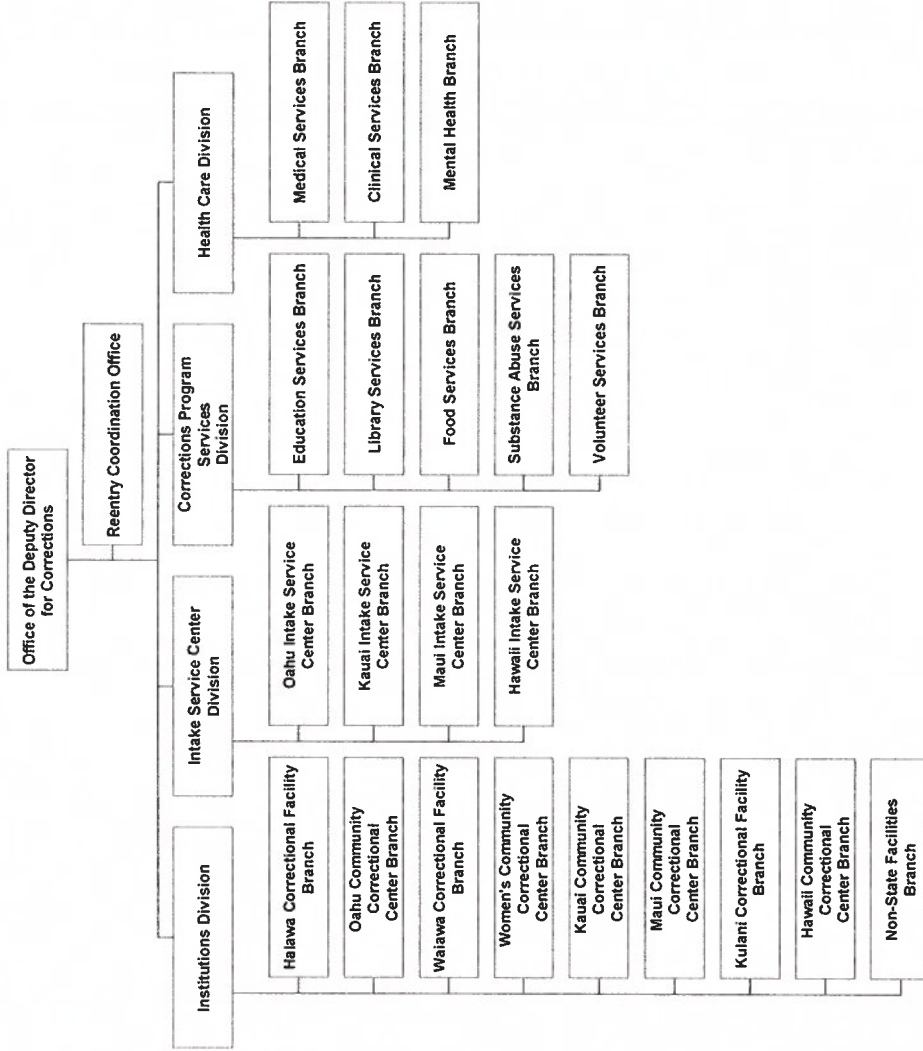 Office of the Deputy Director
for Corrections
Reentry Coordination Office
Institutions Division
Halawa Correctional Facility
Branch
Oahu Community
Correctional
Center Branch
Waiawa Correctional Facility
Branch
Women's Community
Correctional
Center Branch
Kauai Community
Correctional
Center Branch
Maui Community
Correctional
Center Branch
Kulani Correctional Facility
Branch
Hawaii Community
Correctional
Center Branch
Non-State Facilities
Branch
Intake Service Center
Division
Oahu Intake Service
Center Branch
Kauai Intake Service
Center Branch
Maui Intake Service
Center Branch
Hawaii Intake Service
Center Branch
Corrections Program
Services
Division
Education Services Branch
Library Services Branch
Food Services Branch
Substance Abuse Services
Branch
Volunteer Services Branch
Health Care Division
Medical Services Branch
Clinical Services Branch
Mental Health Branch